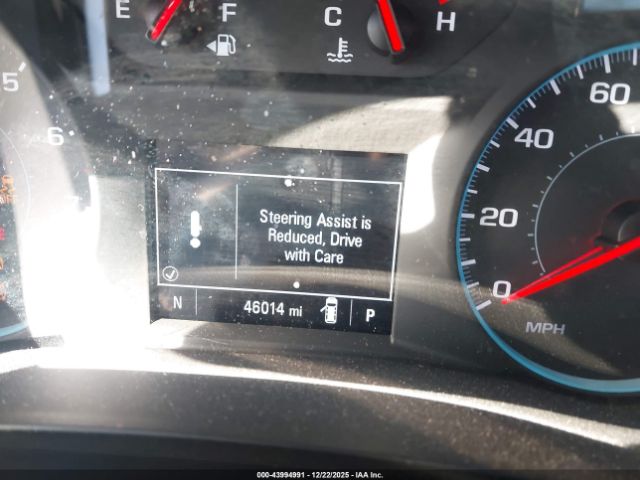 E F C H
5
6
60
40
20
0
MPH
Steering Assist is
Reduced, Drive
with Care
N 46014 mi P
000-43994991 | 12/22/2025 | IAA Inc.